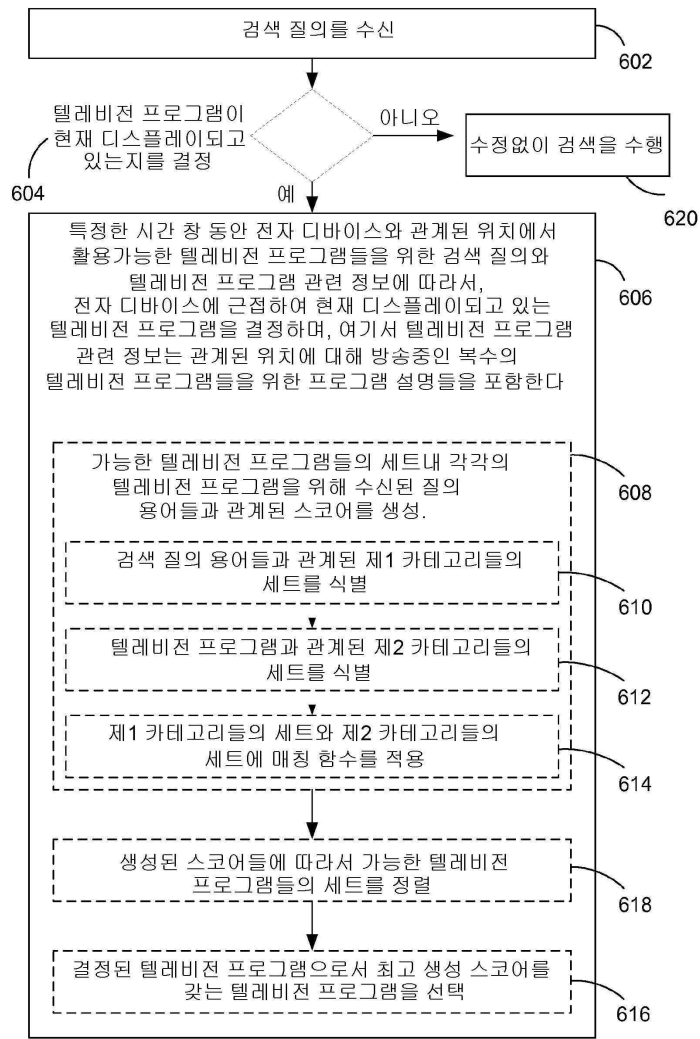 검색 질의를 수신
602
텔레비전 프로그램이
현재 디스플레이되고
있는지를 결정
604
아니오
수정없이 검색을 수행
620
예
특정한 시간 창 동안 전자 디바이스와 관계된 위치에서
활용가능한 텔레비전 프로그램들을 위한 검색 질의와
텔레비전 프로그램 관련 정보에 따라서,
전자 디바이스에 근접하여 현재 디스플레이되고 있는
텔레비전 프로그램을 결정하며, 여기서 텔레비전 프로그램
관련 정보는 관계된 위치에 대해 방송중인 복수의
텔레비전 프로그램들을 위한 프로그램 설명들을 포함한다
606
가능한 텔레비전 프로그램들의 세트내 각각의
텔레비전 프로그램을 위해 수신된 질의
용어들과 관계된 스코어를 생성.
608
검색 질의 용어들과 관계된 제1 카테고리들의
세트를 식별
610
텔레비전 프로그램과 관계된 제2 카테고리들의
세트를 식별
612
제1 카테고리들의 세트와 제2 카테고리들의
세트에 매칭 함수를 적용
614
생성된 스코어들에 따라서 가능한 텔레비전
프로그램들의 세트를 정렬
618
결정된 텔레비전 프로그램으로서 최고 생성 스코어를
갖는 텔레비전 프로그램을 선택
616